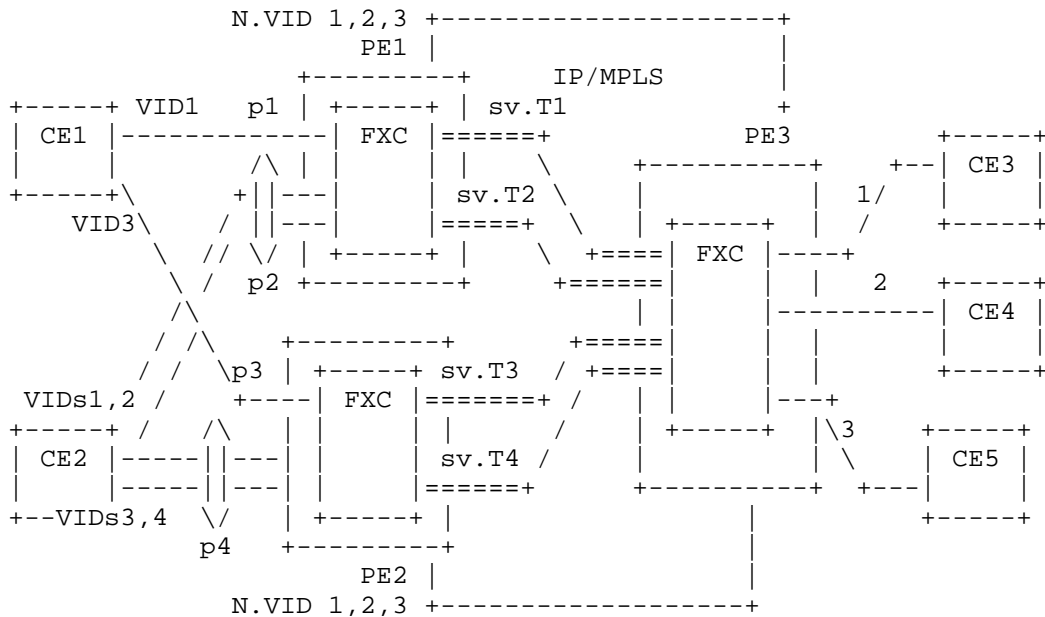 N.VID 1,2,3
PE1
IP/MPLS
VID1 p1 sv.T1
CE1 FXC PE3 CE3
sv.T2 1
VID3
FXC
p2 2
CE4
p3 sv.T3
VIDs1,2 FXC
3
CE2 sv.T4 CE5
VIDs3,4
p4
PE2
N.VID 1,2,3